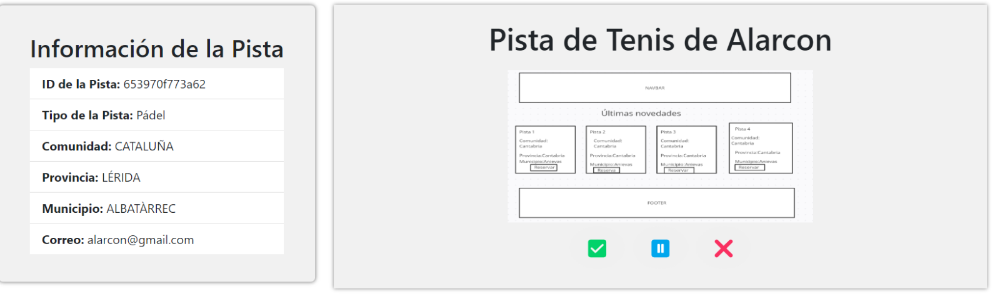 Información de la Pista
ID de la Pista: 653970f773a62
Tipo de la Pista: Pádel
Comunidad: CATALUÑA
Provincia: LÉRIDA
Municipio: ALBATÀRREC
Correo: alarcon@gmail.com
Pista de Tenis de Alarcon
NAVBAR
Últimas novedades
Pista 1
Comunidad:
Cantabria
Provincia:Cantabria
Municipio:Anievas
Reservar
Pista 2
Comunidad:
Cantabria
Provincia:Cantabria
Municipio:Anievas
Reserva
Pista 3
Comunidad:
Cantabria
Provincia:Cantabria
Municipio:Anievas
Reservar
Pista 4
Comunidad:
Cantabria
Provincia:Cantabria
Municipio:Anievas
Reservar
FOOTER